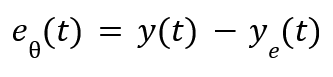 e_θ(t) = y(t) − y_e(t)